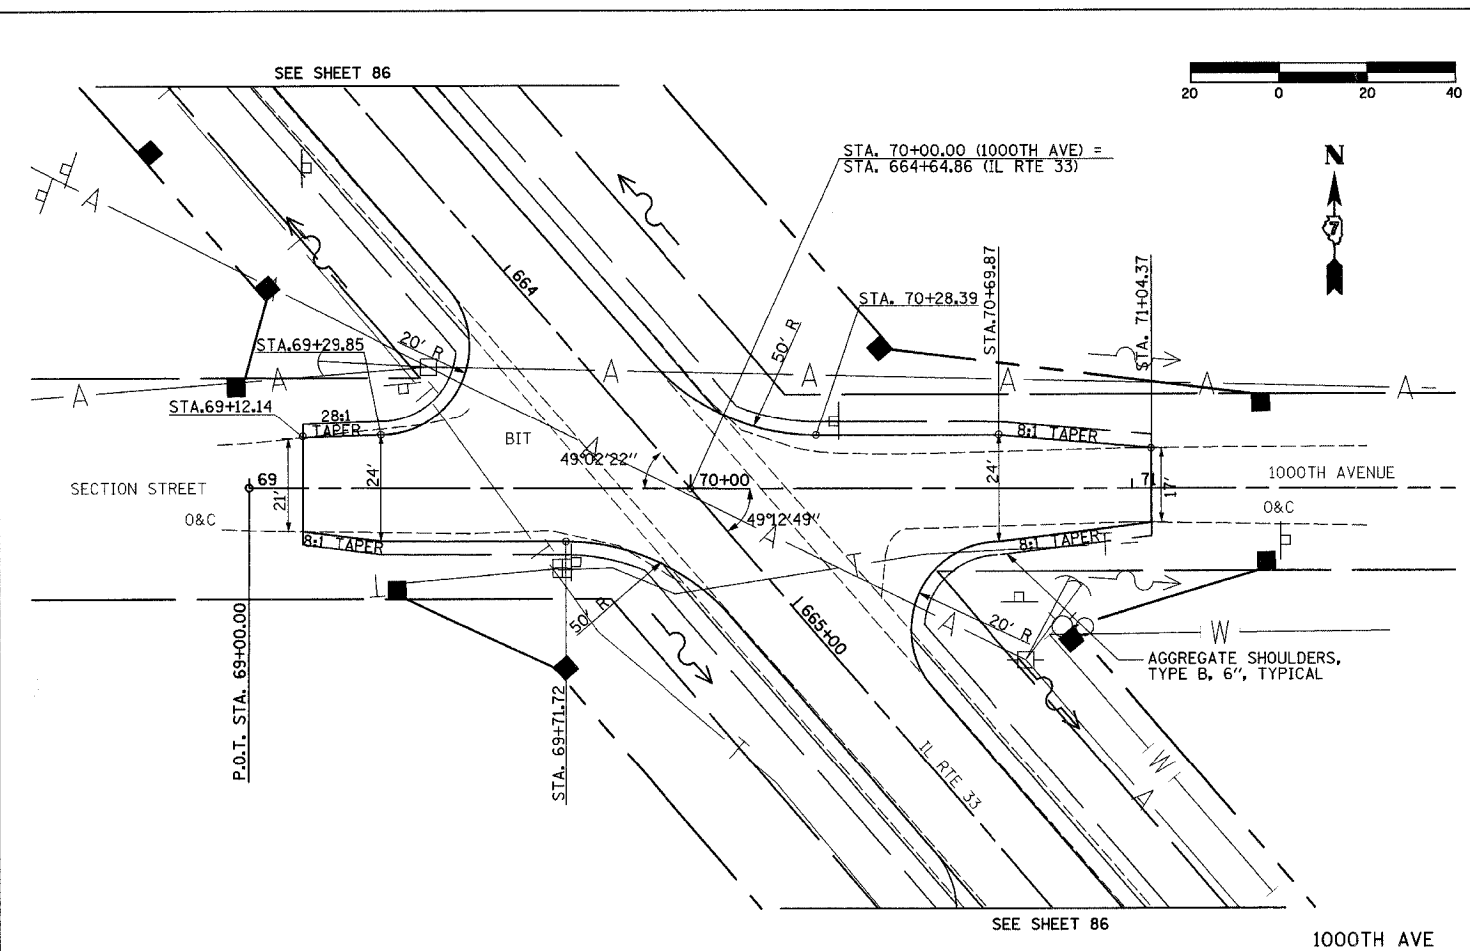 SEE SHEET 86
20 0 20 40
STA. 70+00.00 (1000TH AVE) =
STA. 664+64.86 (IL RTE 33)
N
7
A
664
STA.70+69.87
STA. 71+04.37
STA. 70+28.39
50' R
20' R
STA.69+29.85
A A A A A A A
STA.69+12.14
28:1
TAPER
8:1 TAPER
BIT
A
49°02'22"
24'
24'
21'
17'
SECTION STREET
69
70+00
71
1000TH AVENUE
O&C
O&C
49°12'49"
8:1 TAPER
8:1 TAPER
A
T
T
T
P.O.T. STA. 69+00.00
50' R
665+00
A
20' R
W
AGGREGATE SHOULDERS,
TYPE B, 6", TYPICAL
STA. 69+71.72
T
IL RTE 33
W
A
SEE SHEET 86
1000TH AVE